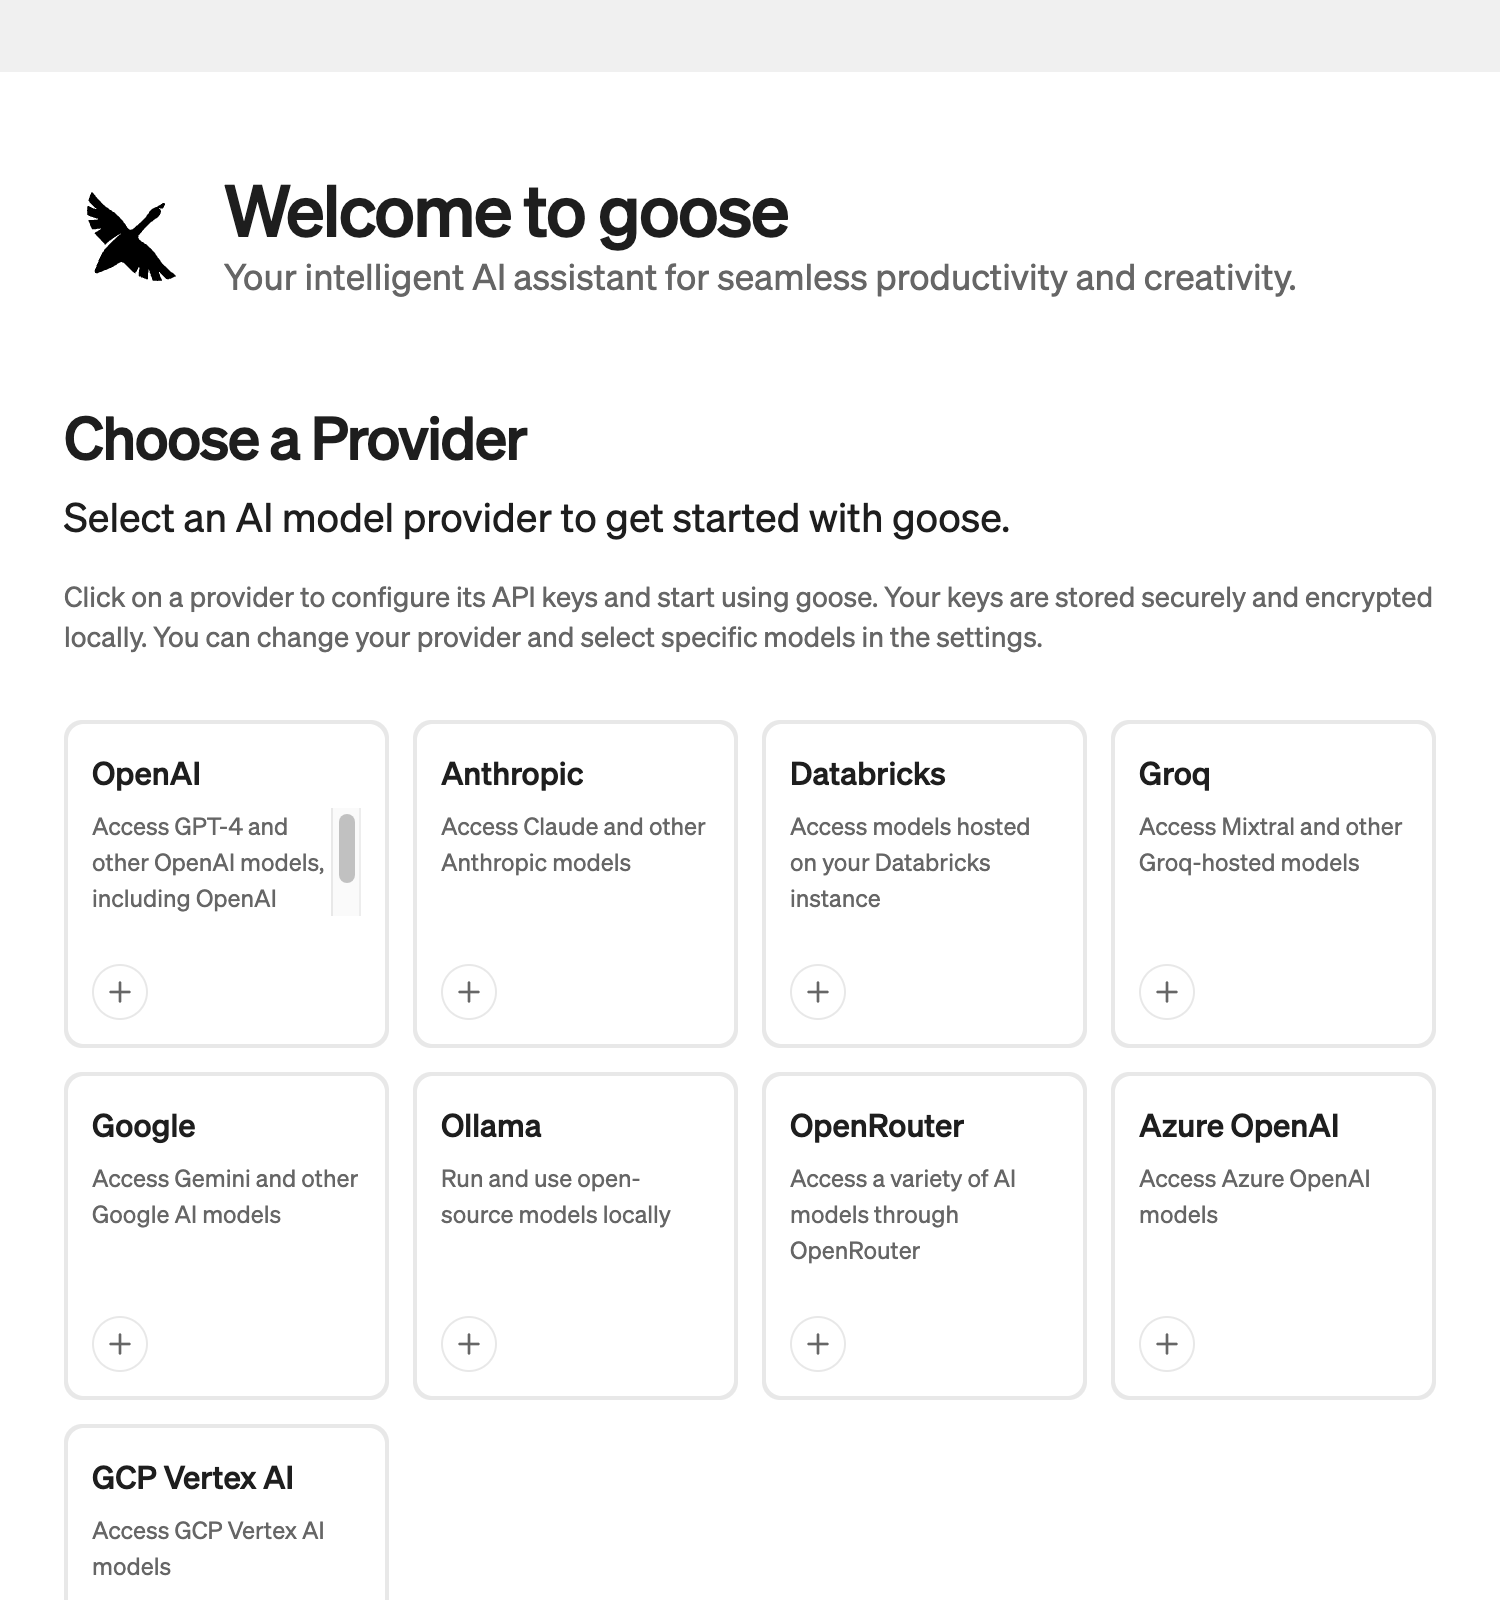 Welcome to goose
Your intelligent AI assistant for seamless productivity and creativity.
Choose a Provider
Select an AI model provider to get started with goose.
Click on a provider to configure its API keys and start using goose. Your keys are stored securely and encrypted
locally. You can change your provider and select specific models in the settings.
OpenAI
Access GPT-4 and
other OpenAI models,
including OpenAI
Anthropic
Access Claude and other
Anthropic models
Databricks
Access models hosted
on your Databricks
instance
Groq
Access Mixtral and other
Groq-hosted models
Google
Access Gemini and other
Google AI models
Ollama
Run and use open-
source models locally
OpenRouter
Access a variety of AI
models through
OpenRouter
Azure OpenAI
Access Azure OpenAI
models
GCP Vertex AI
Access GCP Vertex AI
models